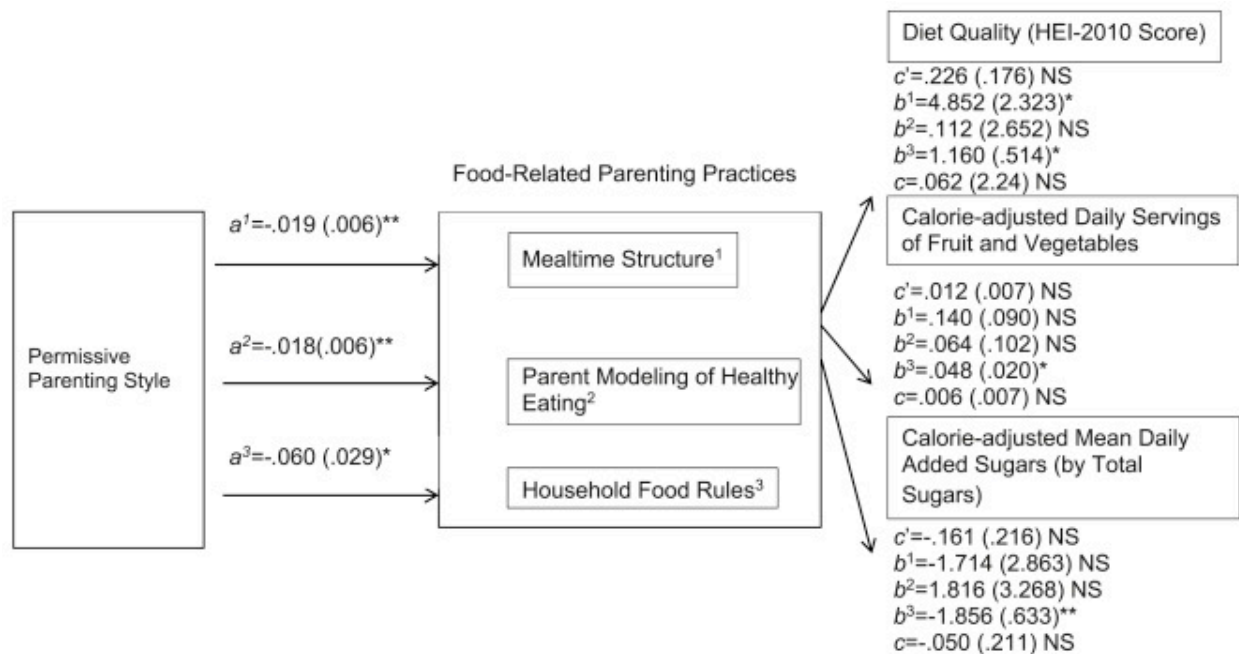 Diet Quality (HEI-2010 Score)
c'=.226 (.176) NS
b¹=4.852 (2.323)*
b²=.112 (2.652) NS
b³=1.160 (.514)*
c=.062 (2.24) NS
Food-Related Parenting Practices
Permissive
Parenting Style
a¹=-.019 (.006)**
a²=-.018(.006)**
a³=-.060 (.029)*
Mealtime Structure¹
Parent Modeling of Healthy
Eating²
Household Food Rules³
Calorie-adjusted Daily Servings
of Fruit and Vegetables
c'=.012 (.007) NS
b¹=.140 (.090) NS
b²=.064 (.102) NS
b³=.048 (.020)*
c=.006 (.007) NS
Calorie-adjusted Mean Daily
Added Sugars (by Total
Sugars)
c'=-.161 (.216) NS
b¹=-1.714 (2.863) NS
b²=1.816 (3.268) NS
b³=-1.856 (.633)**
c=-.050 (.211) NS